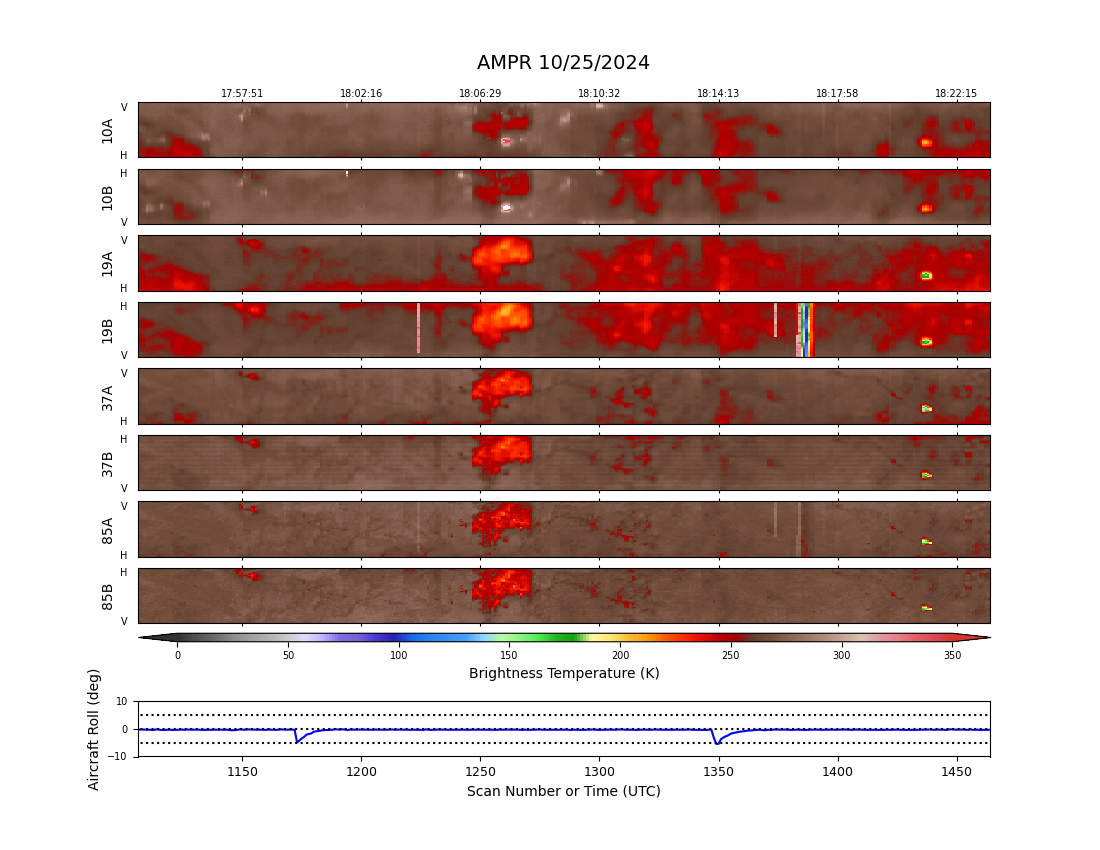 AMPR 10/25/2024
17:57:51 18:02:16 18:06:29 18:10:32 18:14:13 18:17:58 18:22:15
V
10A
H
H
10B
V
V
19A
H
H
19B
V
V
37A
H
H
37B
V
V
85A
H
H
85B
V
0 50 100 150 200 250 300 350
Brightness Temperature (K)
Aircraft Roll (deg)
10
0
−10
1150 1200 1250 1300 1350 1400 1450
Scan Number or Time (UTC)